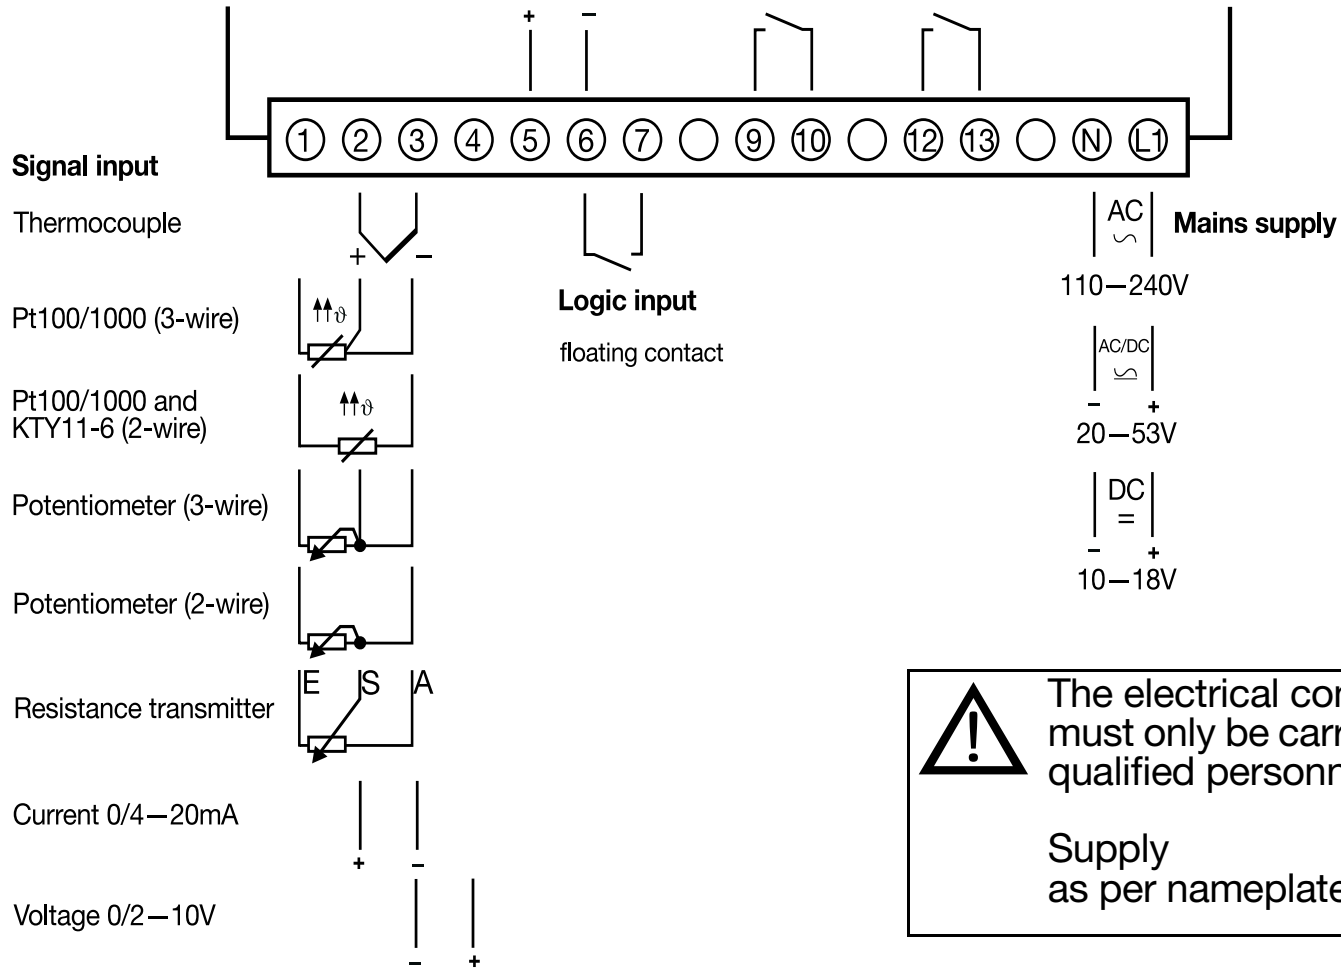 + −
1 2 3 4 5 6 7 9 10 12 13 N L1
Signal input
Thermocouple
+ −
AC
Mains supply
110—240V
Logic input
floating contact
Pt100/1000 (3-wire)
ϑ
AC/DC
− +
20—53V
Pt100/1000 and
KTY11-6 (2-wire)
ϑ
Potentiometer (3-wire)
DC
=
− +
10—18V
Potentiometer (2-wire)
E S A
Resistance transmitter
Current 0/4—20mA
+ −
Voltage 0/2—10V
− +
!
The electrical
must only be
qualified
Supply
as per nameplate